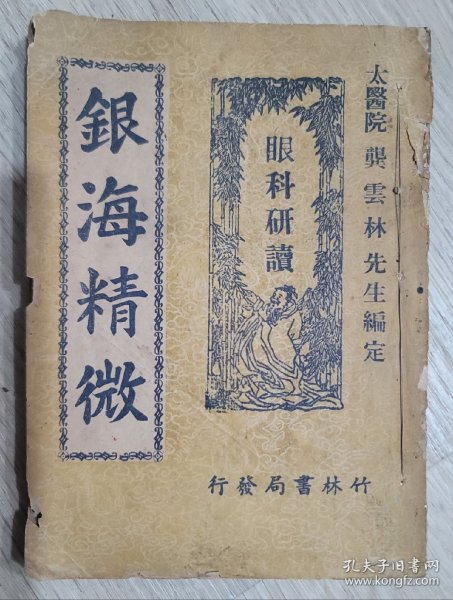 太醫院 龔雲林先生編定
眼科研讀
銀海精微
竹林書局發行
孔夫子旧书网
www.kongfz.com